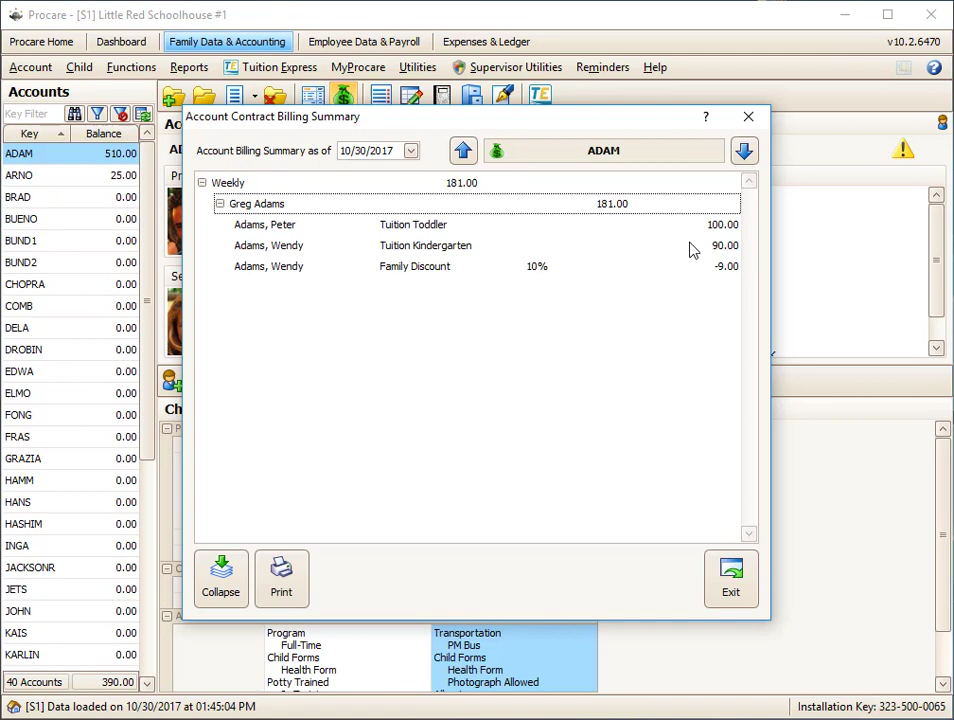 Procare - [S1] Little Red Schoolhouse #1
Procare Home Dashboard Family Data & Accounting Employee Data & Payroll Expenses & Ledger v10.2.6470
Account Child Functions Reports TE Tuition Express MyProcare Utilities Supervisor Utilities Reminders Help
Accounts
Key Filter
Key Balance
ADAM 510.00
ARNO 25.00
BRAD 0.00
BUENO 0.00
BUND1 0.00
BUND2 0.00
CHOPRA 0.00
COMB 0.00
DELA 0.00
DROBIN 0.00
EDWA 0.00
ELMO 0.00
FONG 0.00
FRAS 0.00
GRAZIA 0.00
HAMM 0.00
HANS 0.00
HASHIM 0.00
INGA 0.00
JACKSONR 0.00
JETS 0.00
JOHN 0.00
KAIS 0.00
KARLIN 0.00
40 Accounts 390.00
TE
Account Contract Billing Summary ?
Account Billing Summary as of 10/30/2017 ADAM
Weekly 181.00
Greg Adams 181.00
Adams, Peter Tuition Toddler 100.00
Adams, Wendy Tuition Kindergarten 90.00
Adams, Wendy Family Discount 10% -9.00
Collapse Print Exit
Program Transportation
Full-Time PM Bus
Child Forms Child Forms
Health Form Health Form
Potty Trained Photograph Allowed
[S1] Data loaded on 10/30/2017 at 01:45:04 PM Installation Key: 323-500-0065